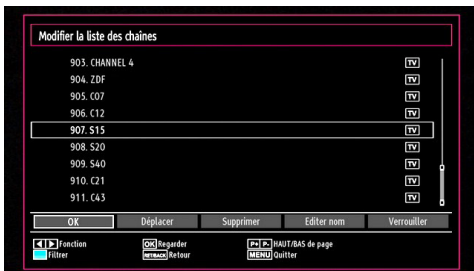 Modifier la liste des chaînes
903. CHANNEL 4 TV
904. ZDF TV
905. C07 TV
906. C12 TV
907. S15 TV
908. S20 TV
909. S40 TV
910. C21 TV
911. C43 TV
OK Déplacer Supprimer Editer nom Verrouiller
Fonction OK Regarder P+ P- HAUT/BAS de page
Filtrer RET/BACK Retour MENU Quitter